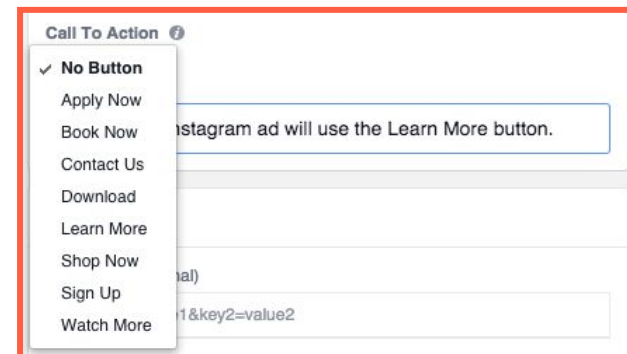 Call To Action
✓ No Button
Apply Now
Book Now
nstagram ad will use the Learn More button.
Contact Us
Download
Learn More
Shop Now
nal)
Sign Up
1&key2=value2
Watch More